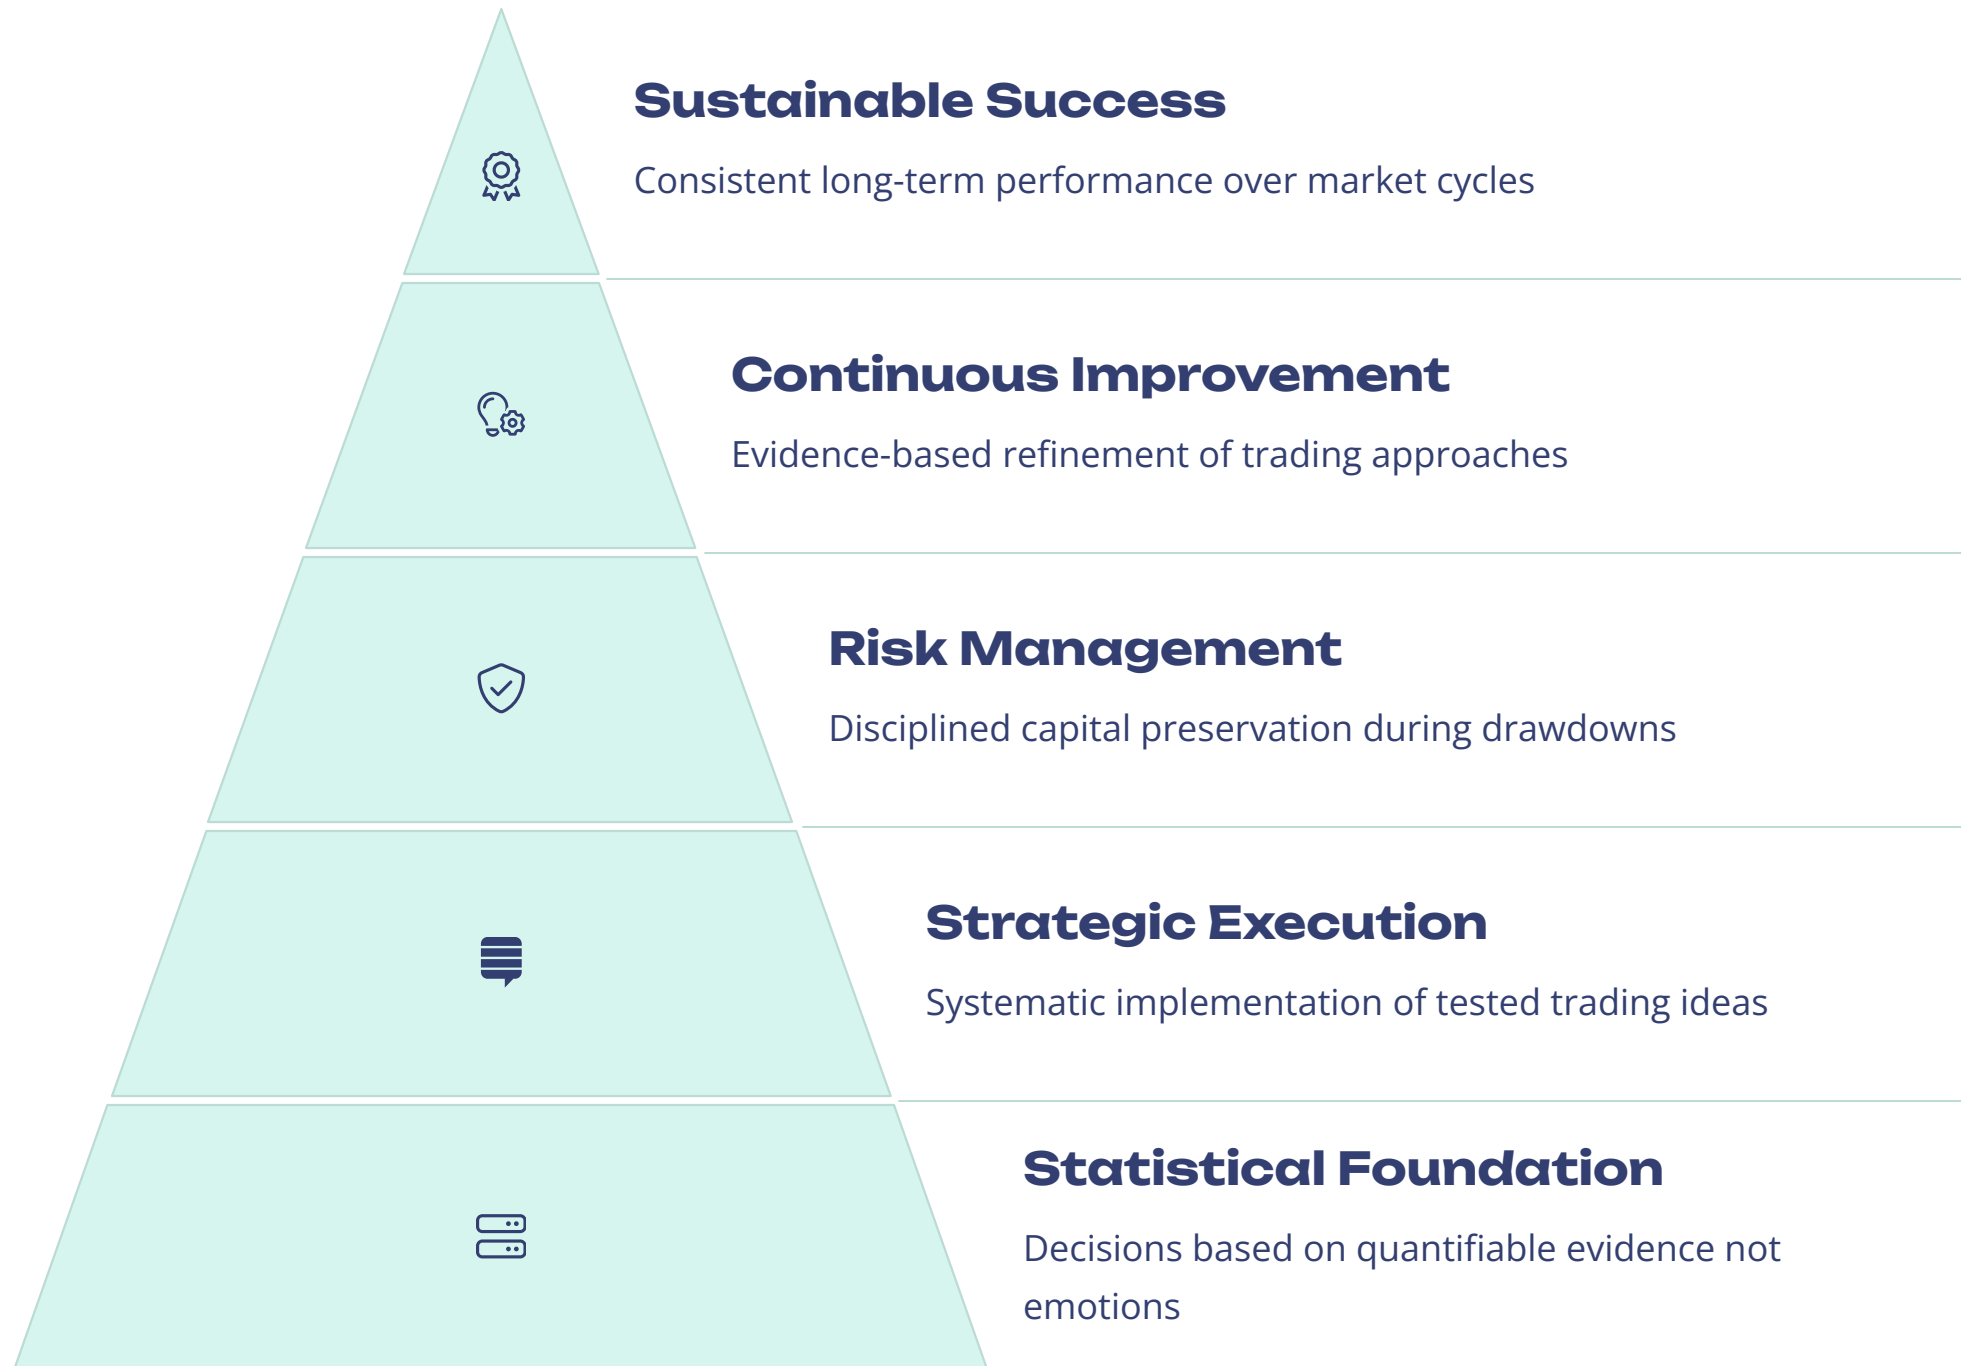 Sustainable Success
Consistent long-term performance over market cycles
Continuous Improvement
Evidence-based refinement of trading approaches
Risk Management
Disciplined capital preservation during drawdowns
Strategic Execution
Systematic implementation of tested trading ideas
Statistical Foundation
Decisions based on quantifiable evidence not
emotions